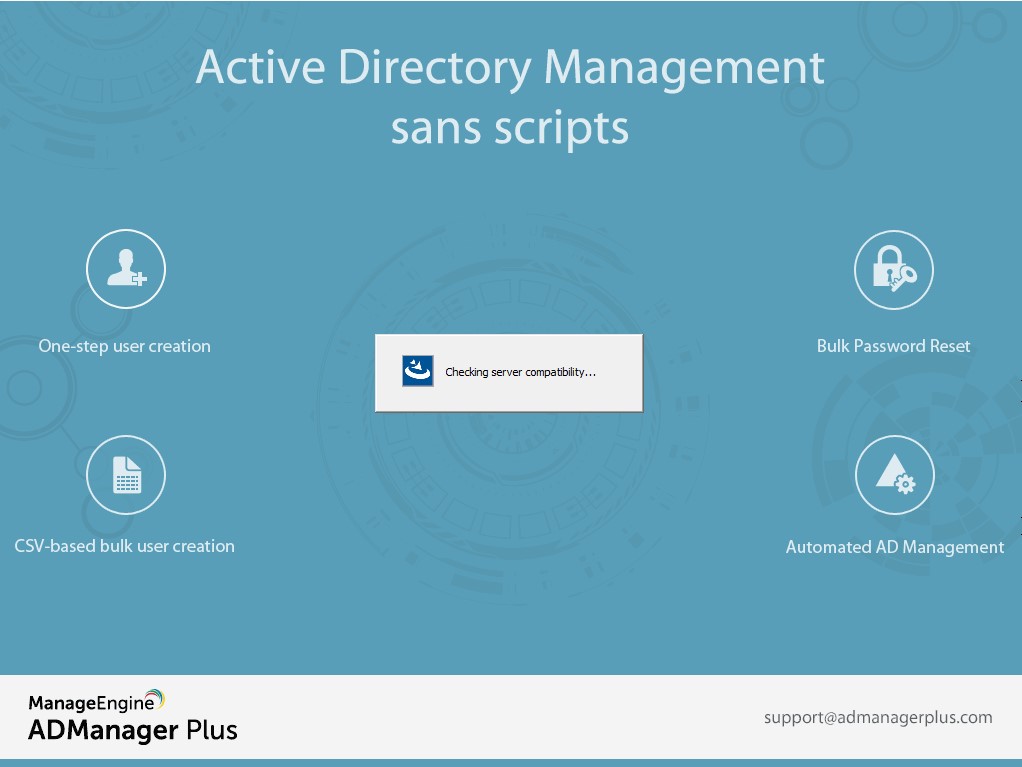 Active Directory Management
sans scripts
One-step user creation
Bulk Password Reset
Checking server compatibility...
CSV-based bulk user creation
Automated AD Management
ManageEngine
ADManager Plus
support@admanagerplus.com